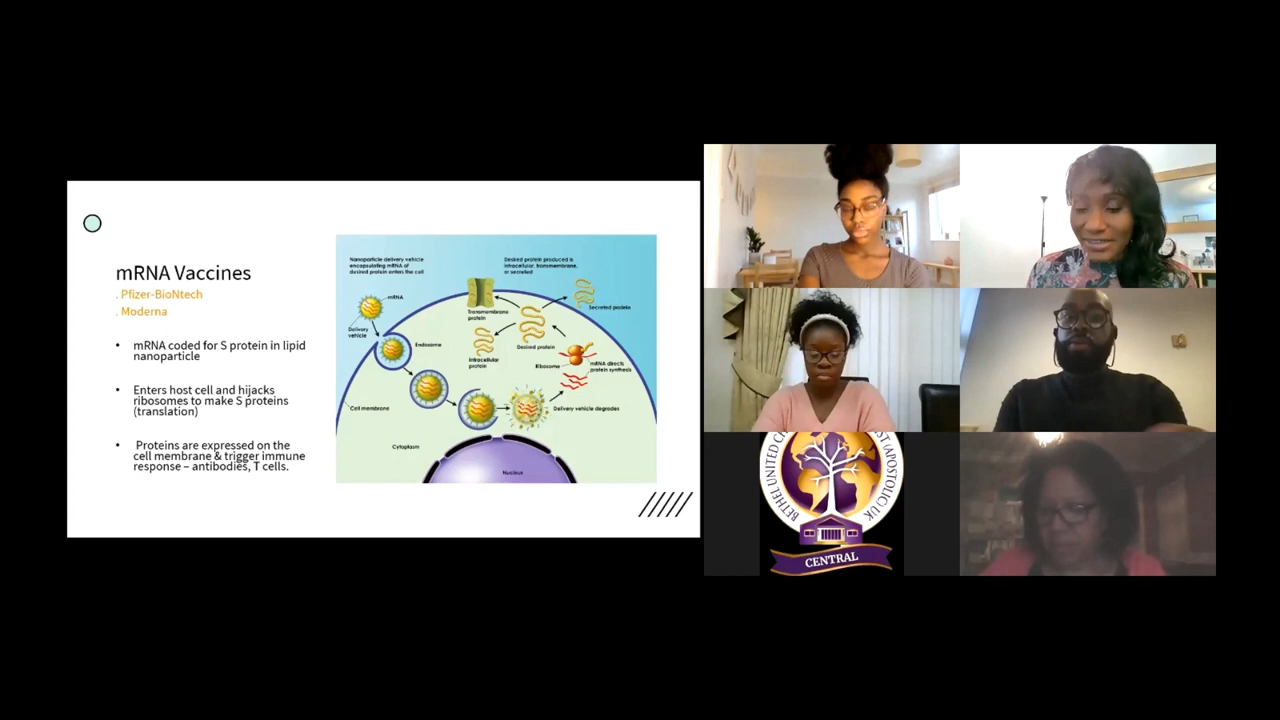 mRNA Vaccines
. Pfizer-BioNtech
. Moderna
• mRNA coded for S protein in lipid
nanoparticle
• Enters host cell and hijacks
ribosomes to make S proteins
(translation)
• Proteins are expressed on the
cell membrane & trigger immune
response – antibodies, T cells.
Nanoparticle delivery vehicle
encapsulating mRNA of
desired protein enters the cell
Desired protein produced is
intracellular, transmembrane,
or secreted
mRNA
Delivery
vehicle
Endosome
Transmembrane
protein
Secreted protein
Desired protein
Intracellular
protein
Ribosome
mRNA directs
protein synthesis
Delivery vehicle degrades
Cell membrane
Cytoplasm
Nucleus
BETHEL UNITED
(APOSTOLIC) UK
CENTRAL